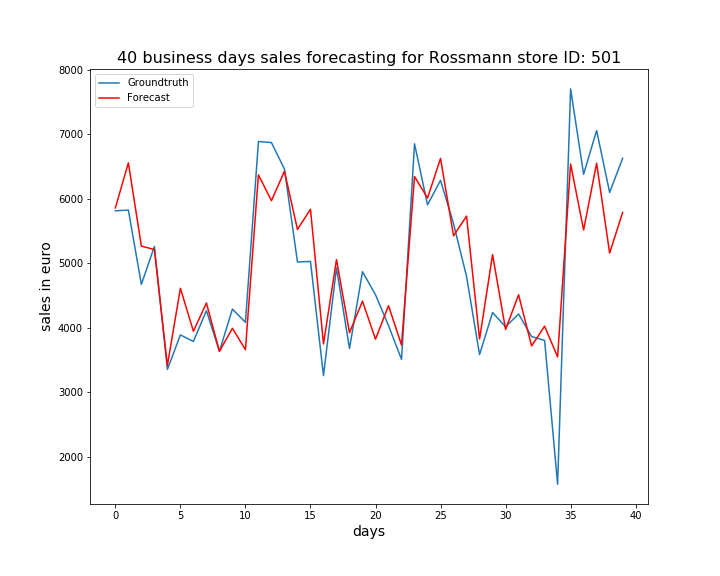 40 business days sales forecasting for Rossmann store ID: 501
Groundtruth
Forecast
8000
7000
6000
5000
4000
3000
2000
sales in euro
0 5 10 15 20 25 30 35 40
days